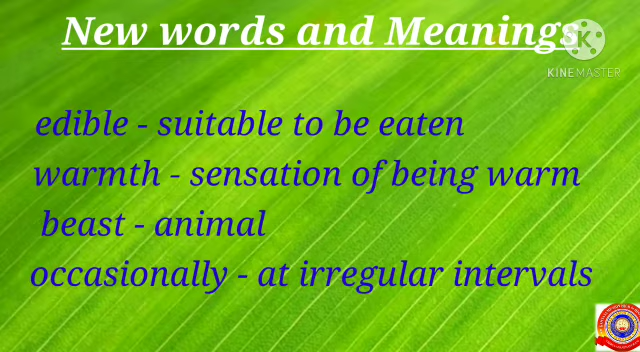 New words and Meanings
KINEMASTER
edible - suitable to be eaten
warmth - sensation of being warm
beast - animal
occasionally - at irregular intervals